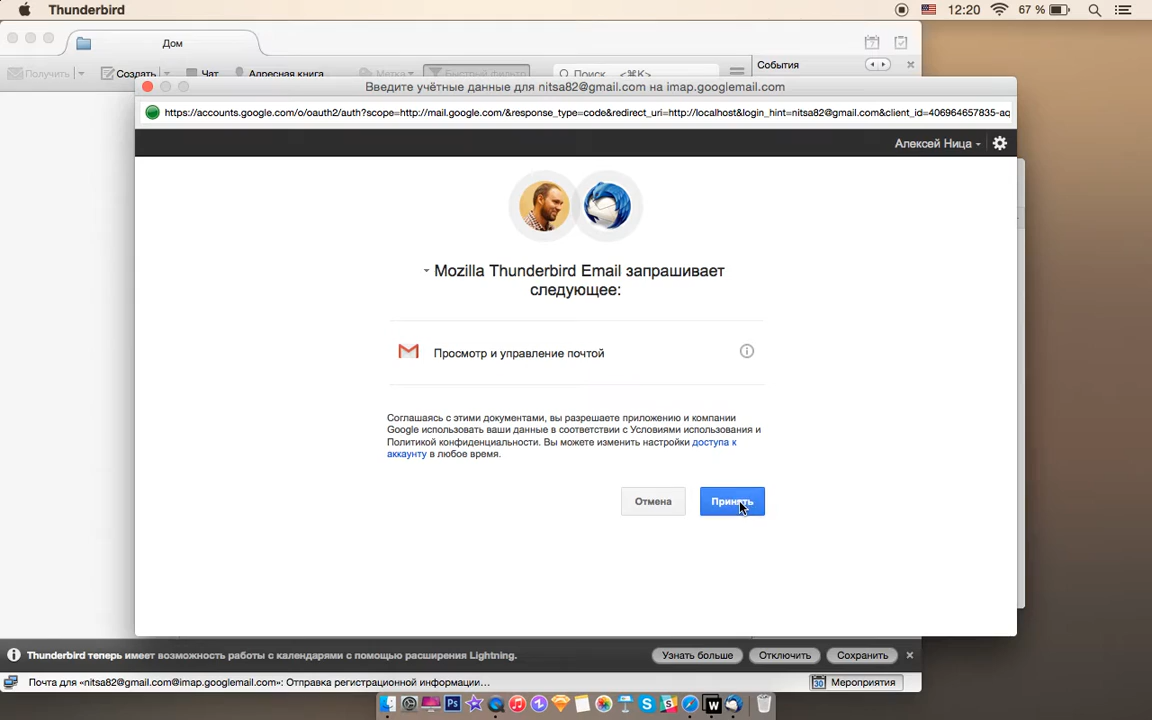 Thunderbird
12:20
67 %
Дом
7
Получить
Создать
Чат
Адресная книга
Метка
Быстрый фильтр
Поиск <⌘K>
События
Введите учётные данные для nitsa82@gmail.com на imap.googlemail.com
https://accounts.google.com/o/oauth2/auth?scope=http://mail.google.com/&response_type=code&redirect_uri=http://localhost&login_hint=nitsa82@gmail.com&client_id=406964657835-aq
Алексей Ница
Mozilla Thunderbird Email запрашивает
следующее:
Просмотр и управление почтой
Соглашаясь с этими документами, вы разрешаете приложению и компании
Google использовать ваши данные в соответствии с Условиями использования и
Политикой конфиденциальности. Вы можете изменить настройки доступа к
аккаунту в любое время.
Отмена
Принять
Thunderbird теперь имеет возможность работы с календарями с помощью расширения Lightning.
Узнать больше
Отключить
Сохранить
Почта для «nitsa82@gmail.com@imap.googlemail.com»: Отправка регистрационной информации…
30
Мероприятия
Ps
W